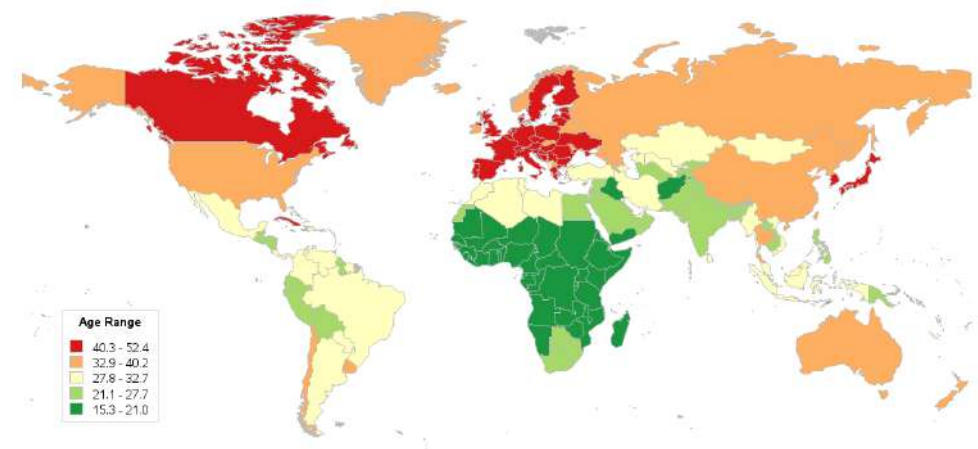 Age Range
40.3 - 52.4
32.9 - 40.2
27.8 - 32.7
21.1 - 27.7
15.3 - 21.0